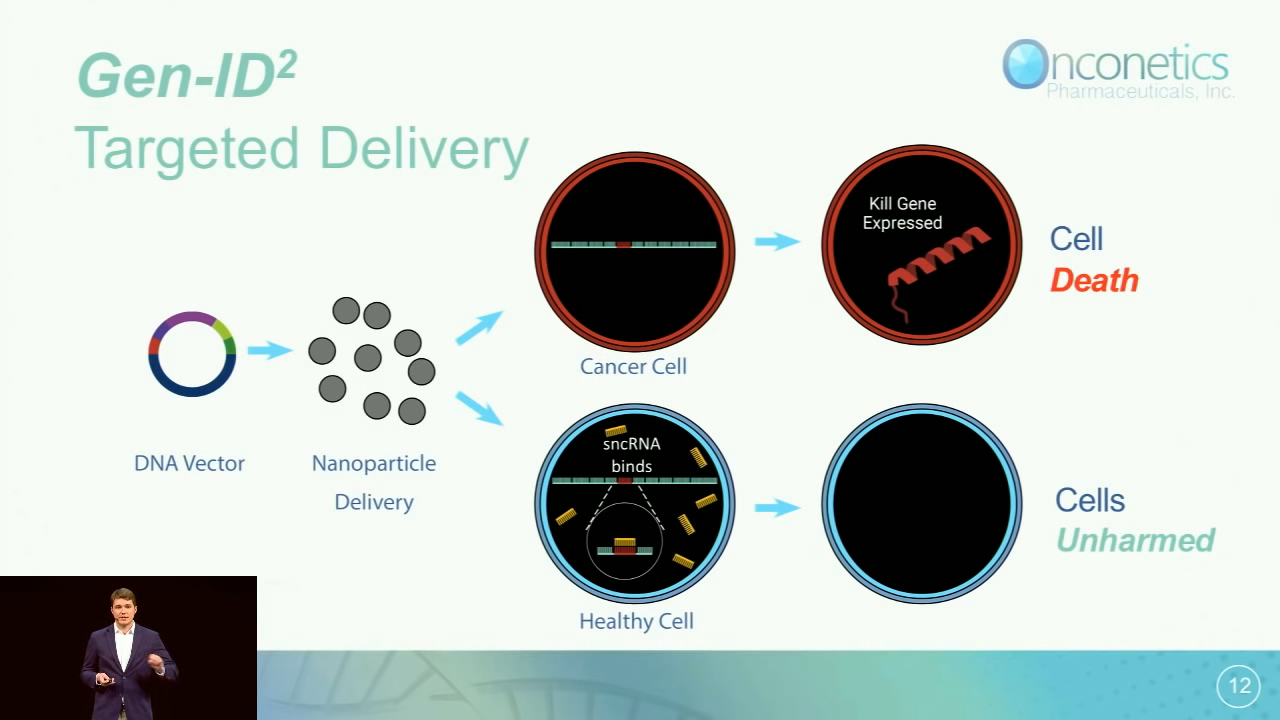 Gen-ID²
Targeted Delivery
Onconetics
Pharmaceuticals, Inc.
Kill Gene
Expressed
Cell
Death
Cancer Cell
DNA Vector
Nanoparticle
Delivery
sncRNA
binds
Healthy Cell
Cells
Unharmed
12